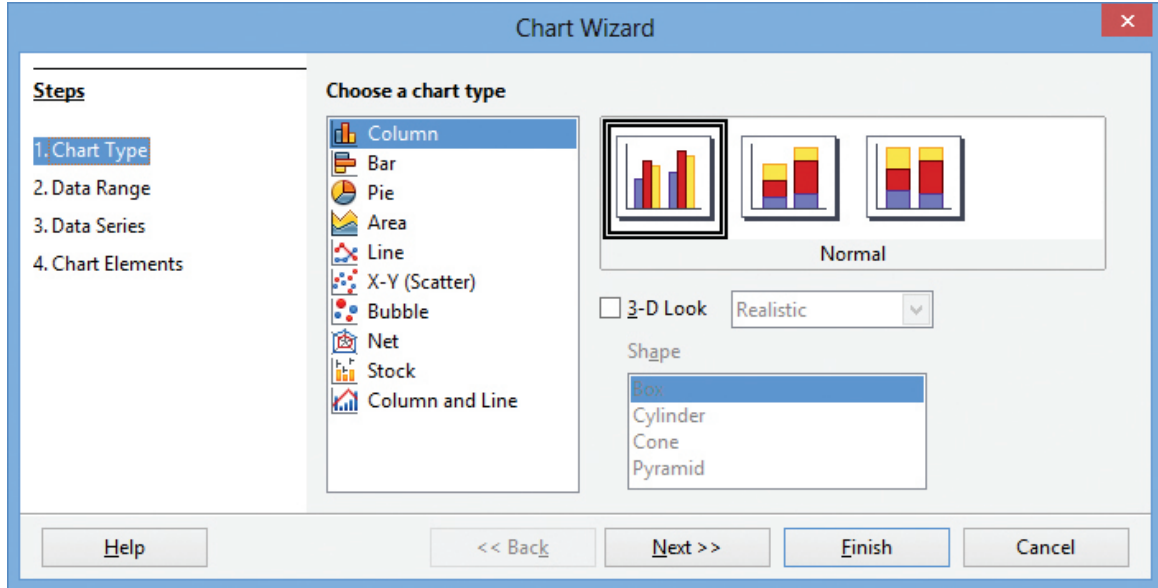 Chart Wizard
Steps
1. Chart Type
2. Data Range
3. Data Series
4. Chart Elements
Choose a chart type
Column
Bar
Pie
Area
Line
X-Y (Scatter)
Bubble
Net
Stock
Column and Line
Normal
3-D Look
Realistic
Shape
Box
Cylinder
Cone
Pyramid
Help
<< Back
Next >>
Finish
Cancel